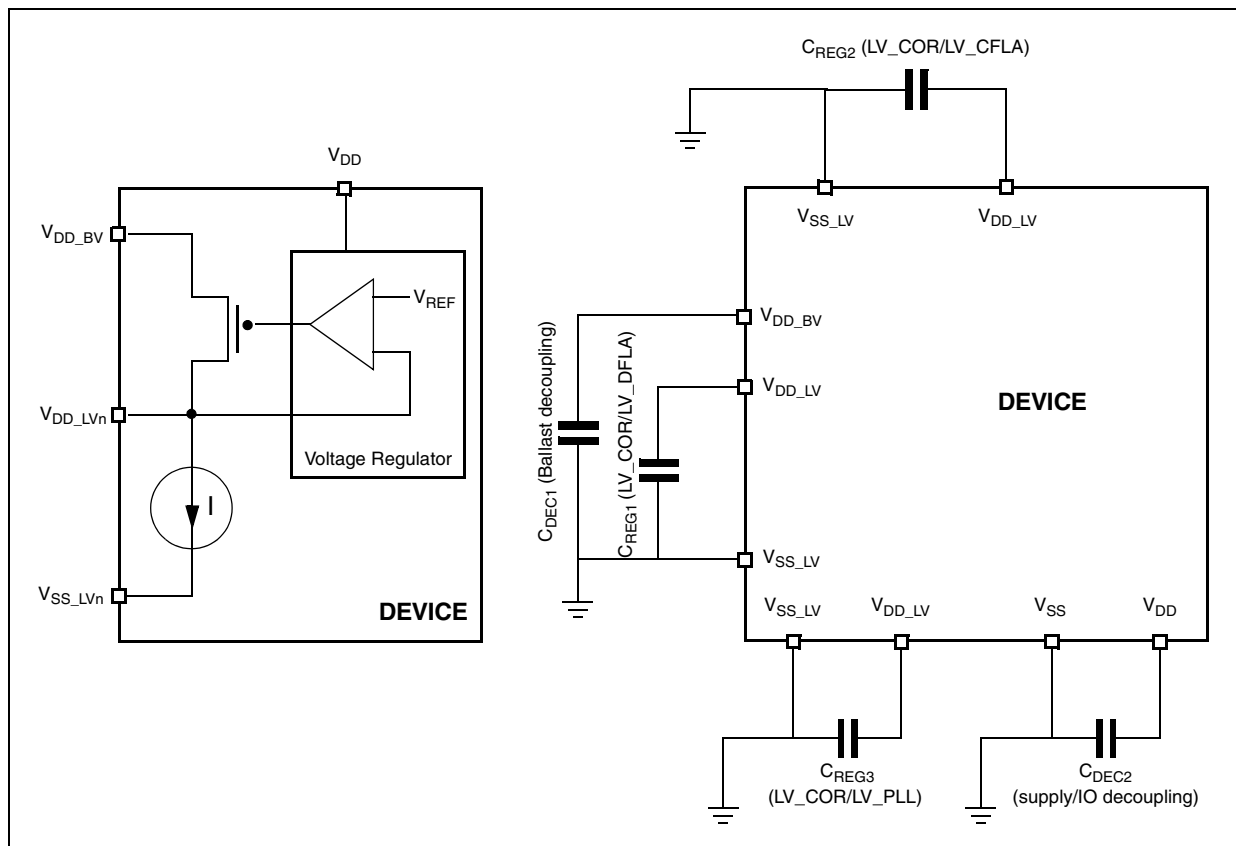 V_DD
V_DD_BV
V_REF
V_DD_LVn
Voltage Regulator
I
V_SS_LVn
DEVICE
C_REG2 (LV_COR/LV_CFLA)
V_SS_LV
V_DD_LV
V_DD_BV
V_DD_LV
DEVICE
C_DEC1 (Ballast decoupling)
C_REG1 (LV_COR/LV_DFLA)
V_SS_LV
V_SS_LV
V_DD_LV
V_SS
V_DD
C_REG3
(LV_COR/LV_PLL)
C_DEC2
(supply/IO decoupling)